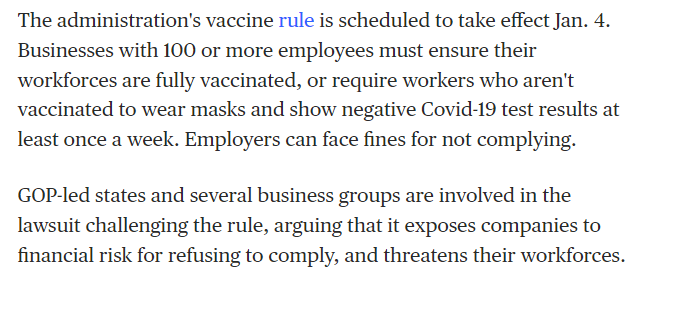 The administration's vaccine rule is scheduled to take effect Jan. 4.
Businesses with 100 or more employees must ensure their
workforces are fully vaccinated, or require workers who aren't
vaccinated to wear masks and show negative Covid-19 test results at
least once a week. Employers can face fines for not complying.
GOP-led states and several business groups are involved in the
lawsuit challenging the rule, arguing that it exposes companies to
financial risk for refusing to comply, and threatens their workforces.